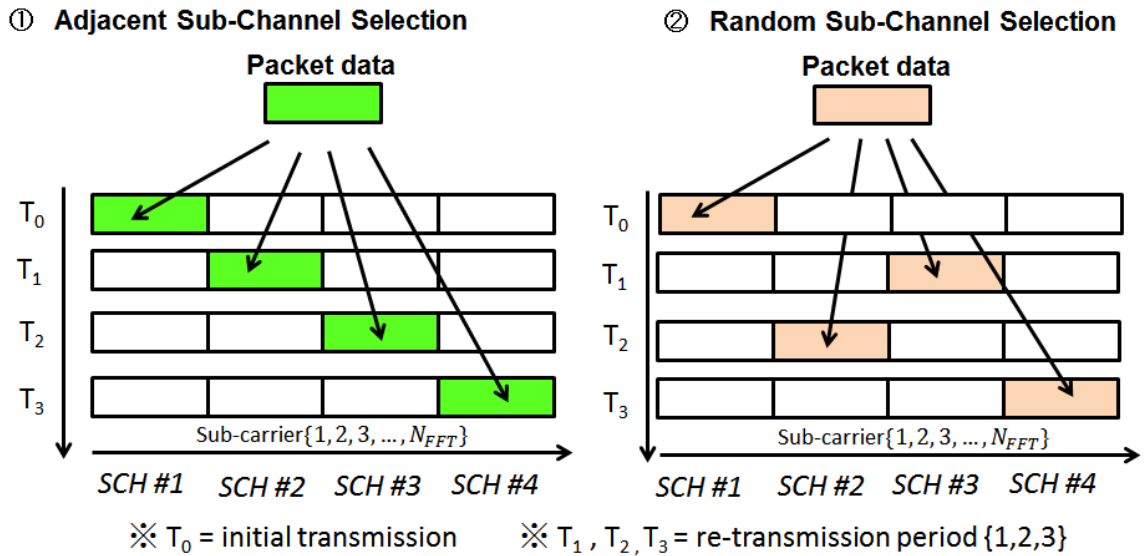 ① Adjacent Sub-Channel Selection
Packet data
T0
T1
T2
T3
Sub-carrier{1,2,3, …, N_FFT}
SCH #1 SCH #2 SCH #3 SCH #4
② Random Sub-Channel Selection
Packet data
T0
T1
T2
T3
Sub-carrier{1,2,3, …, N_FFT}
SCH #1 SCH #2 SCH #3 SCH #4
※ T0 = initial transmission ※ T1 , T2, T3 = re-transmission period {1,2,3}